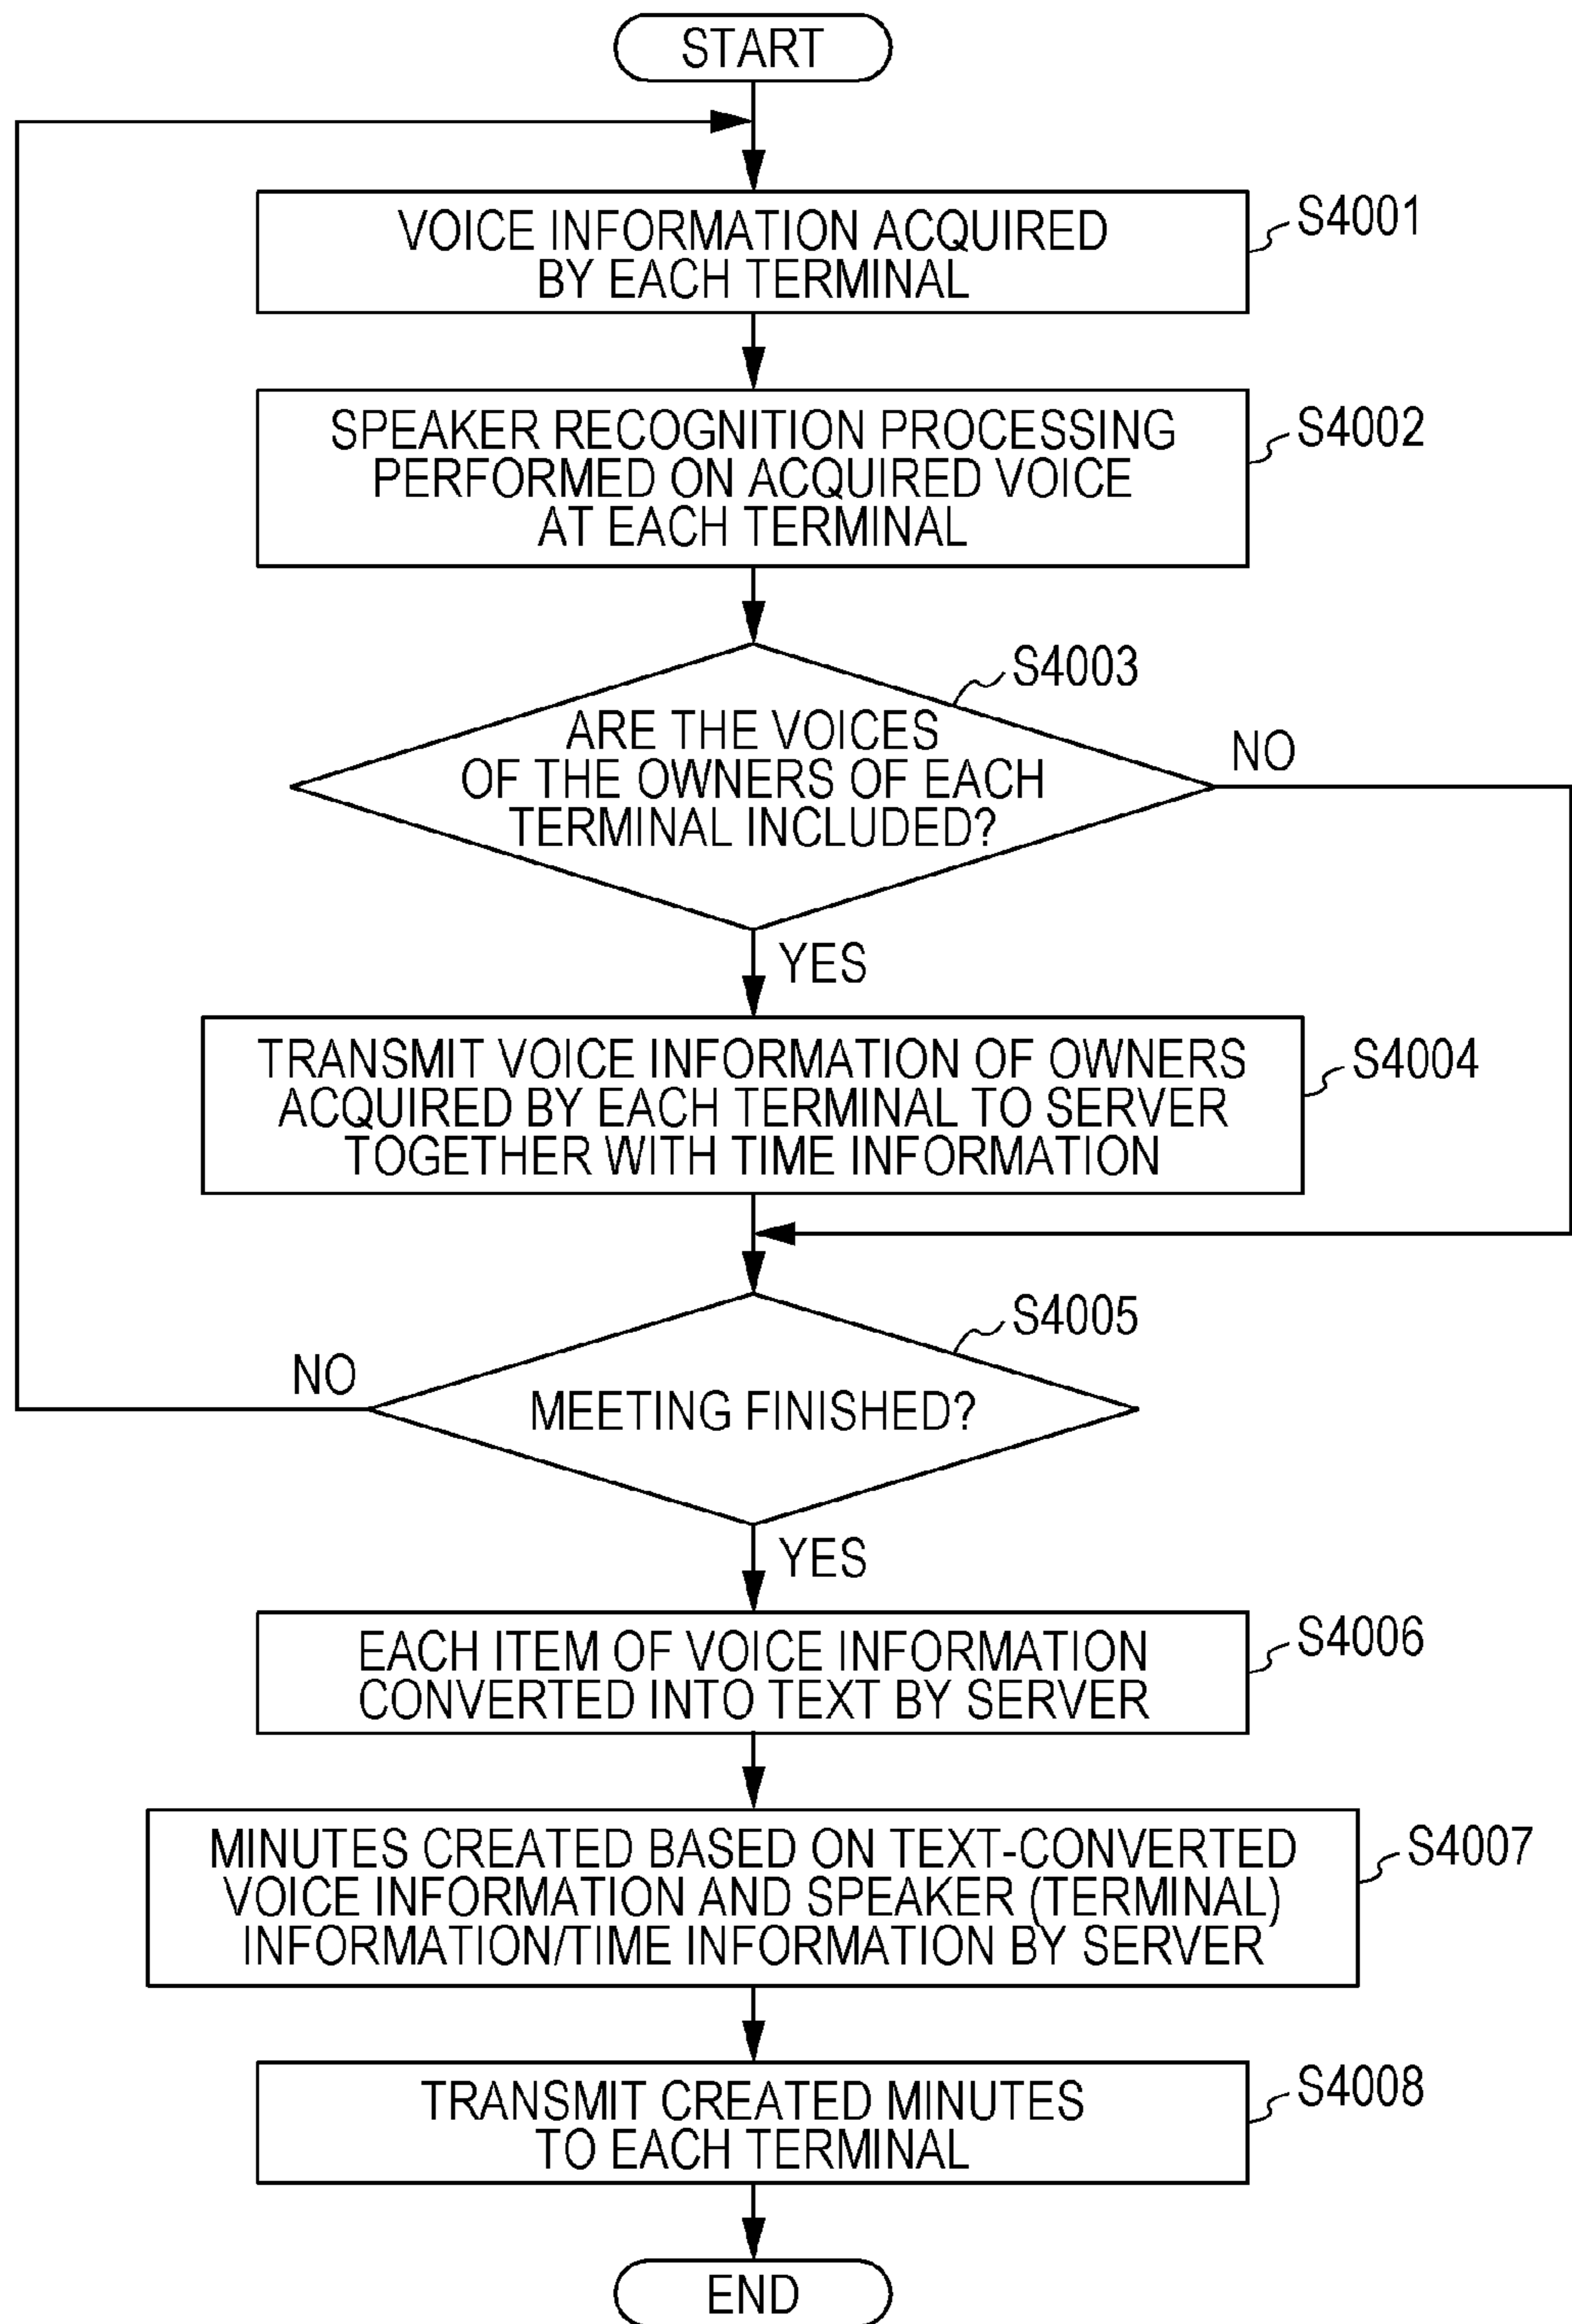 START
VOICE INFORMATION ACQUIRED
BY EACH TERMINAL
S4001
SPEAKER RECOGNITION PROCESSING
PERFORMED ON ACQUIRED VOICE
AT EACH TERMINAL
S4002
S4003
ARE THE VOICES
OF THE OWNERS OF EACH
TERMINAL INCLUDED?
NO
YES
TRANSMIT VOICE INFORMATION OF OWNERS
ACQUIRED BY EACH TERMINAL TO SERVER
TOGETHER WITH TIME INFORMATION
S4004
S4005
NO
MEETING FINISHED?
YES
EACH ITEM OF VOICE INFORMATION
CONVERTED INTO TEXT BY SERVER
S4006
MINUTES CREATED BASED ON TEXT-CONVERTED
VOICE INFORMATION AND SPEAKER (TERMINAL)
INFORMATION/TIME INFORMATION BY SERVER
S4007
TRANSMIT CREATED MINUTES
TO EACH TERMINAL
S4008
END